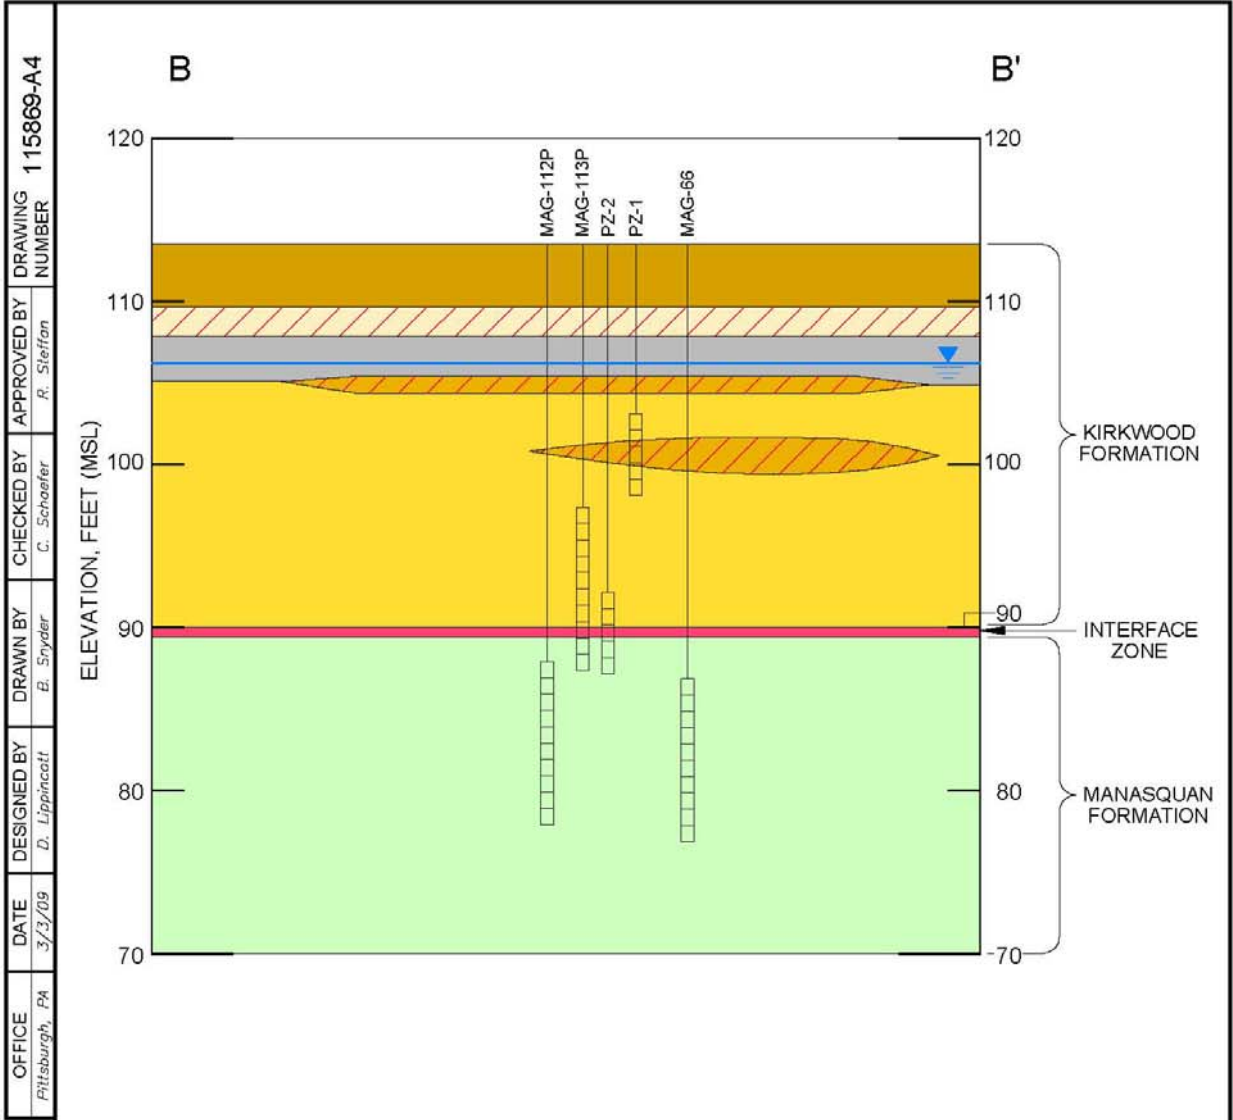 DRAWING NUMBER 115869-A4
APPROVED BY R. Steffan
CHECKED BY C. Schaefer
DRAWN BY B. Snyder
DESIGNED BY D. Lippincott
DATE 3/3/09
OFFICE Pittsburgh, PA
B
B'
120
120
MAG-112P
MAG-113P
PZ-2
PZ-1
MAG-66
110
110
ELEVATION, FEET (MSL)
100
100
KIRKWOOD
FORMATION
90
90
INTERFACE
ZONE
80
80
MANASQUAN
FORMATION
70
70